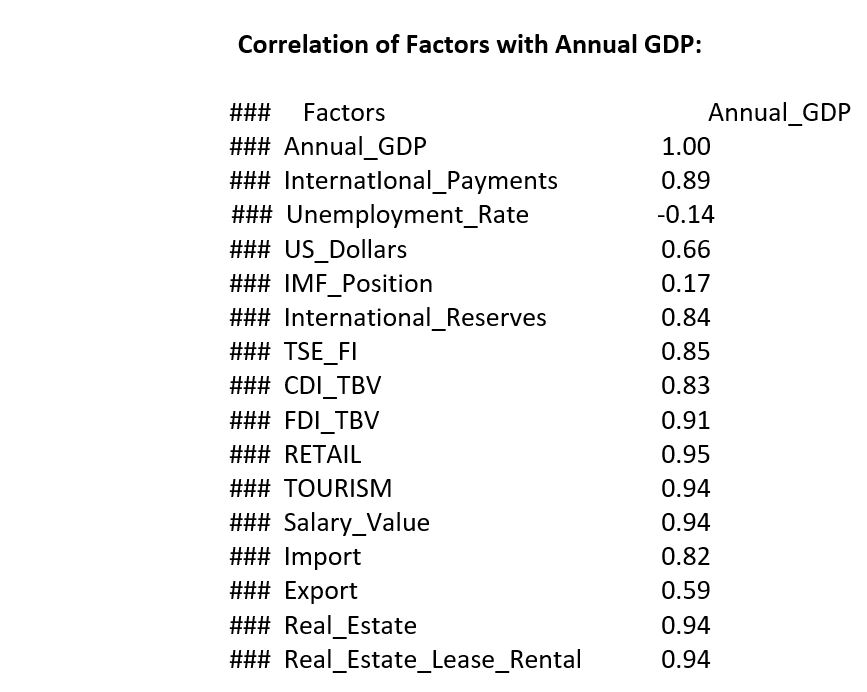 Correlation of Factors with Annual GDP:
### Factors Annual_GDP
### Annual_GDP 1.00
### InternatIonal_Payments 0.89
### Unemployment_Rate -0.14
### US_Dollars 0.66
### IMF_Position 0.17
### International_Reserves 0.84
### TSE_FI 0.85
### CDI_TBV 0.83
### FDI_TBV 0.91
### RETAIL 0.95
### TOURISM 0.94
### Salary_Value 0.94
### Import 0.82
### Export 0.59
### Real_Estate 0.94
### Real_Estate_Lease_Rental 0.94